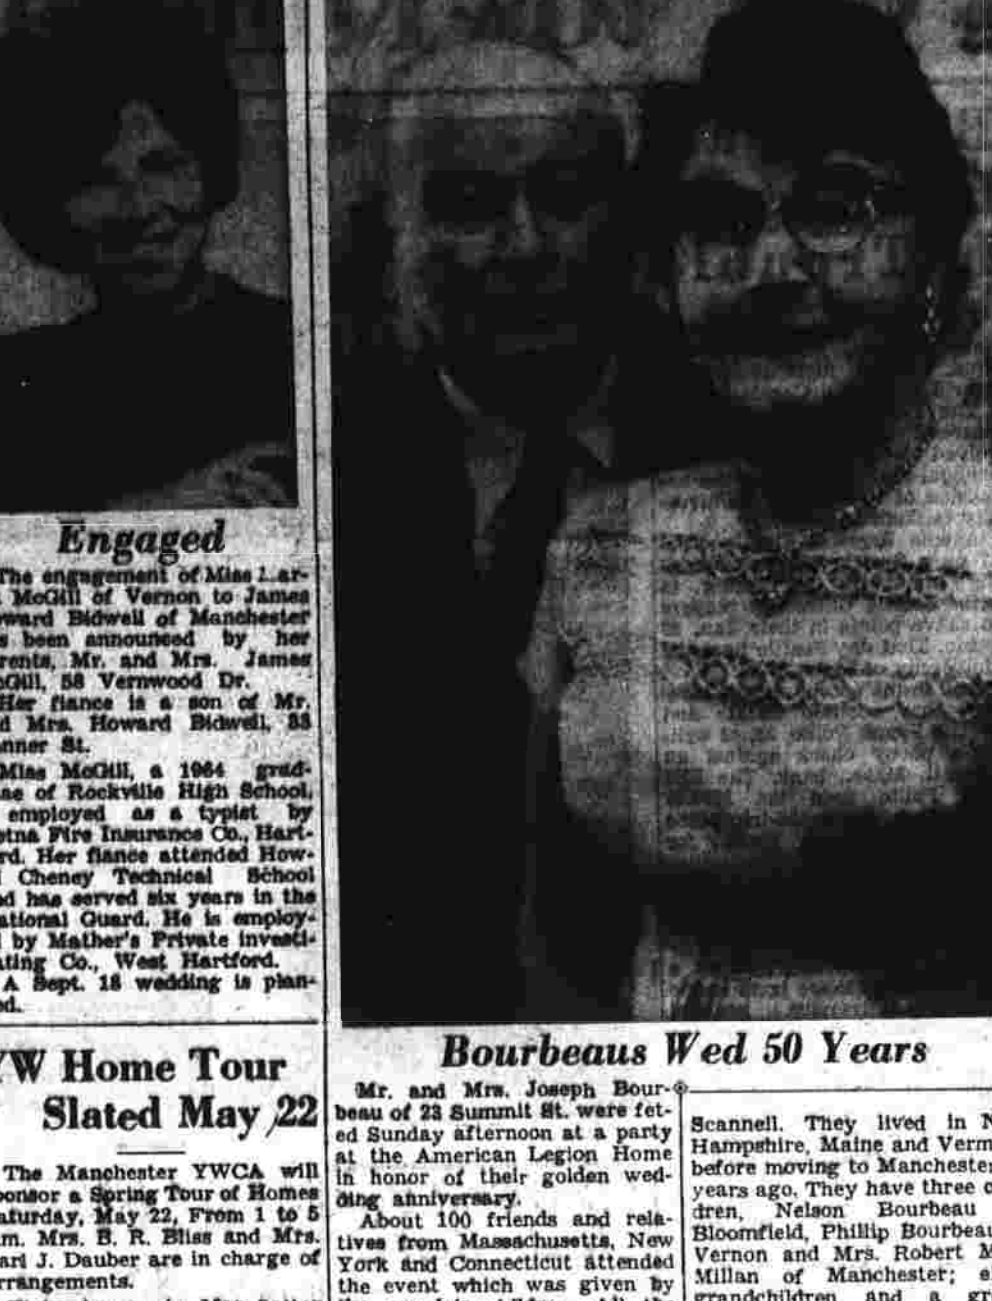 Engaged
The engagement of Miss Lar-
McGill of Vernon to James
ward Bidwell of Manchester
s been announced by her
rents, Mr. and Mrs. James
Gill, 58 Vernwood Dr.
Her fiance is a son of Mr.
d Mrs. Howard Bidwell, 33
nner St.
Miss McGill, a 1964 grad-
ae of Rockville High School,
employed as a typist by
etna Fire Insurance Co., Hart-
rd. Her fiance attended How-
Cheney Technical School
d has served six years in the
ational Guard. He is employ-
l by Mather's Private Investi-
ting Co., West Hartford.
A Sept. 18 wedding is plan-
ed.
YW Home Tour
Slated May 22
The Manchester YWCA will
ponsor a Spring Tour of Homes
aturday, May 22, From 1 to 5
.m. Mrs. B. R. Bliss and Mrs.
arl J. Dauber are in charge of
rrangements.
Bourbeaus Wed 50 Years
Mr. and Mrs. Joseph Bour-
beau of 23 Summit St. were fet-
ed Sunday afternoon at a party
at the American Legion Home
in honor of their golden wed-
ding anniversary.
About 100 friends and rela-
tives from Massachusetts, New
York and Connecticut attended
the event which was given by
Scannell. They lived in N
Hampshire, Maine and Verm
before moving to Manchester
years ago. They have three c
dren, Nelson Bourbeau
Bloomfield, Phillip Bourbeau
Vernon and Mrs. Robert M
Millan of Manchester; e
grandchildren and a gr